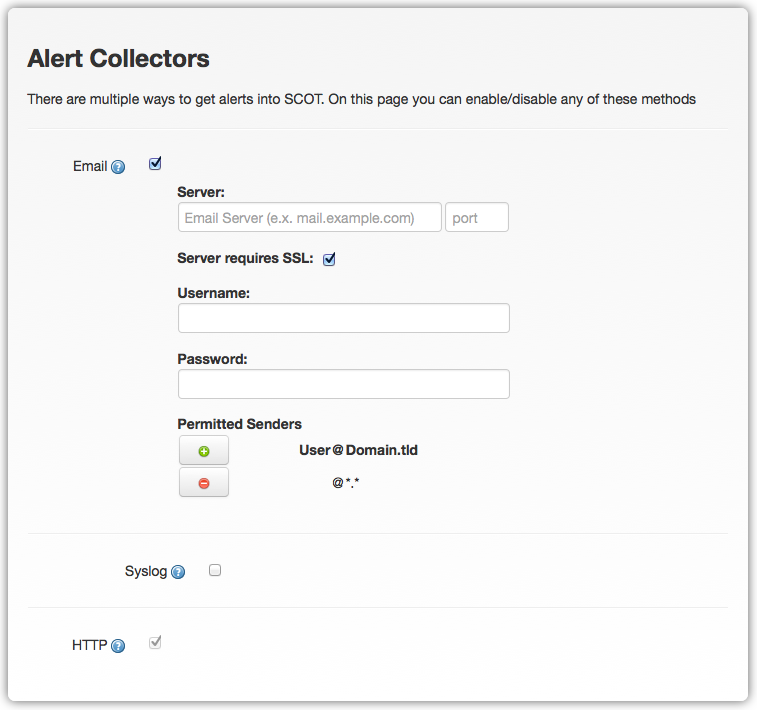 Alert Collectors
There are multiple ways to get alerts into SCOT. On this page you can enable/disable any of these methods
Email ?
Server:
Email Server (e.x. mail.example.com) port
Server requires SSL:
Username:
Password:
Permitted Senders
User@Domain.tld
@*.*
Syslog ?
HTTP ?